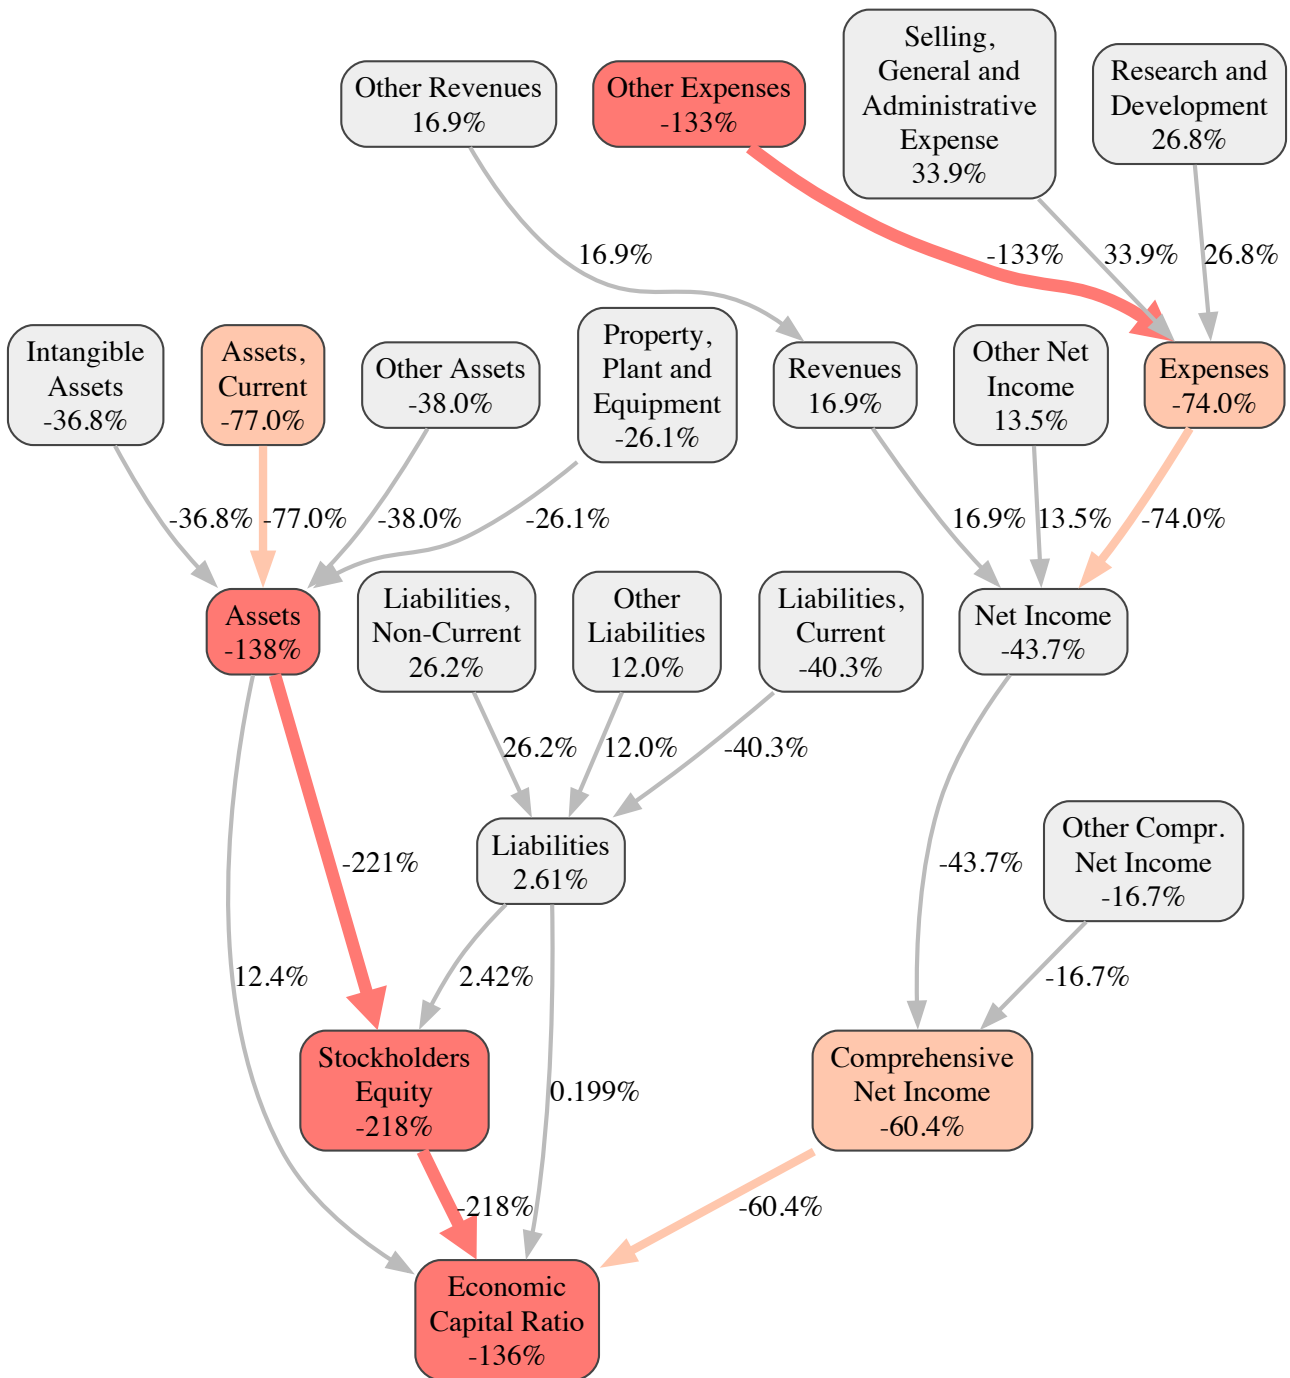 Selling,
General and
Administrative
Expense
33.9%
Other Revenues
16.9%
Other Expenses
-133%
Research and
Development
26.8%
16.9%
-133%
33.9%
26.8%
Intangible
Assets
-36.8%
Assets,
Current
-77.0%
Other Assets
-38.0%
Property,
Plant and
Equipment
-26.1%
Revenues
16.9%
Other Net
Income
13.5%
Expenses
-74.0%
-36.8%
-77.0%
-38.0%
-26.1%
16.9%
13.5%
-74.0%
Assets
-138%
Liabilities,
Non-Current
26.2%
Other
Liabilities
12.0%
Liabilities,
Current
-40.3%
Net Income
-43.7%
26.2%
12.0%
-40.3%
-221%
Liabilities
2.61%
-43.7%
Other Compr.
Net Income
-16.7%
12.4%
2.42%
-16.7%
Stockholders
Equity
-218%
0.199%
Comprehensive
Net Income
-60.4%
-218%
-60.4%
Economic
Capital Ratio
-136%